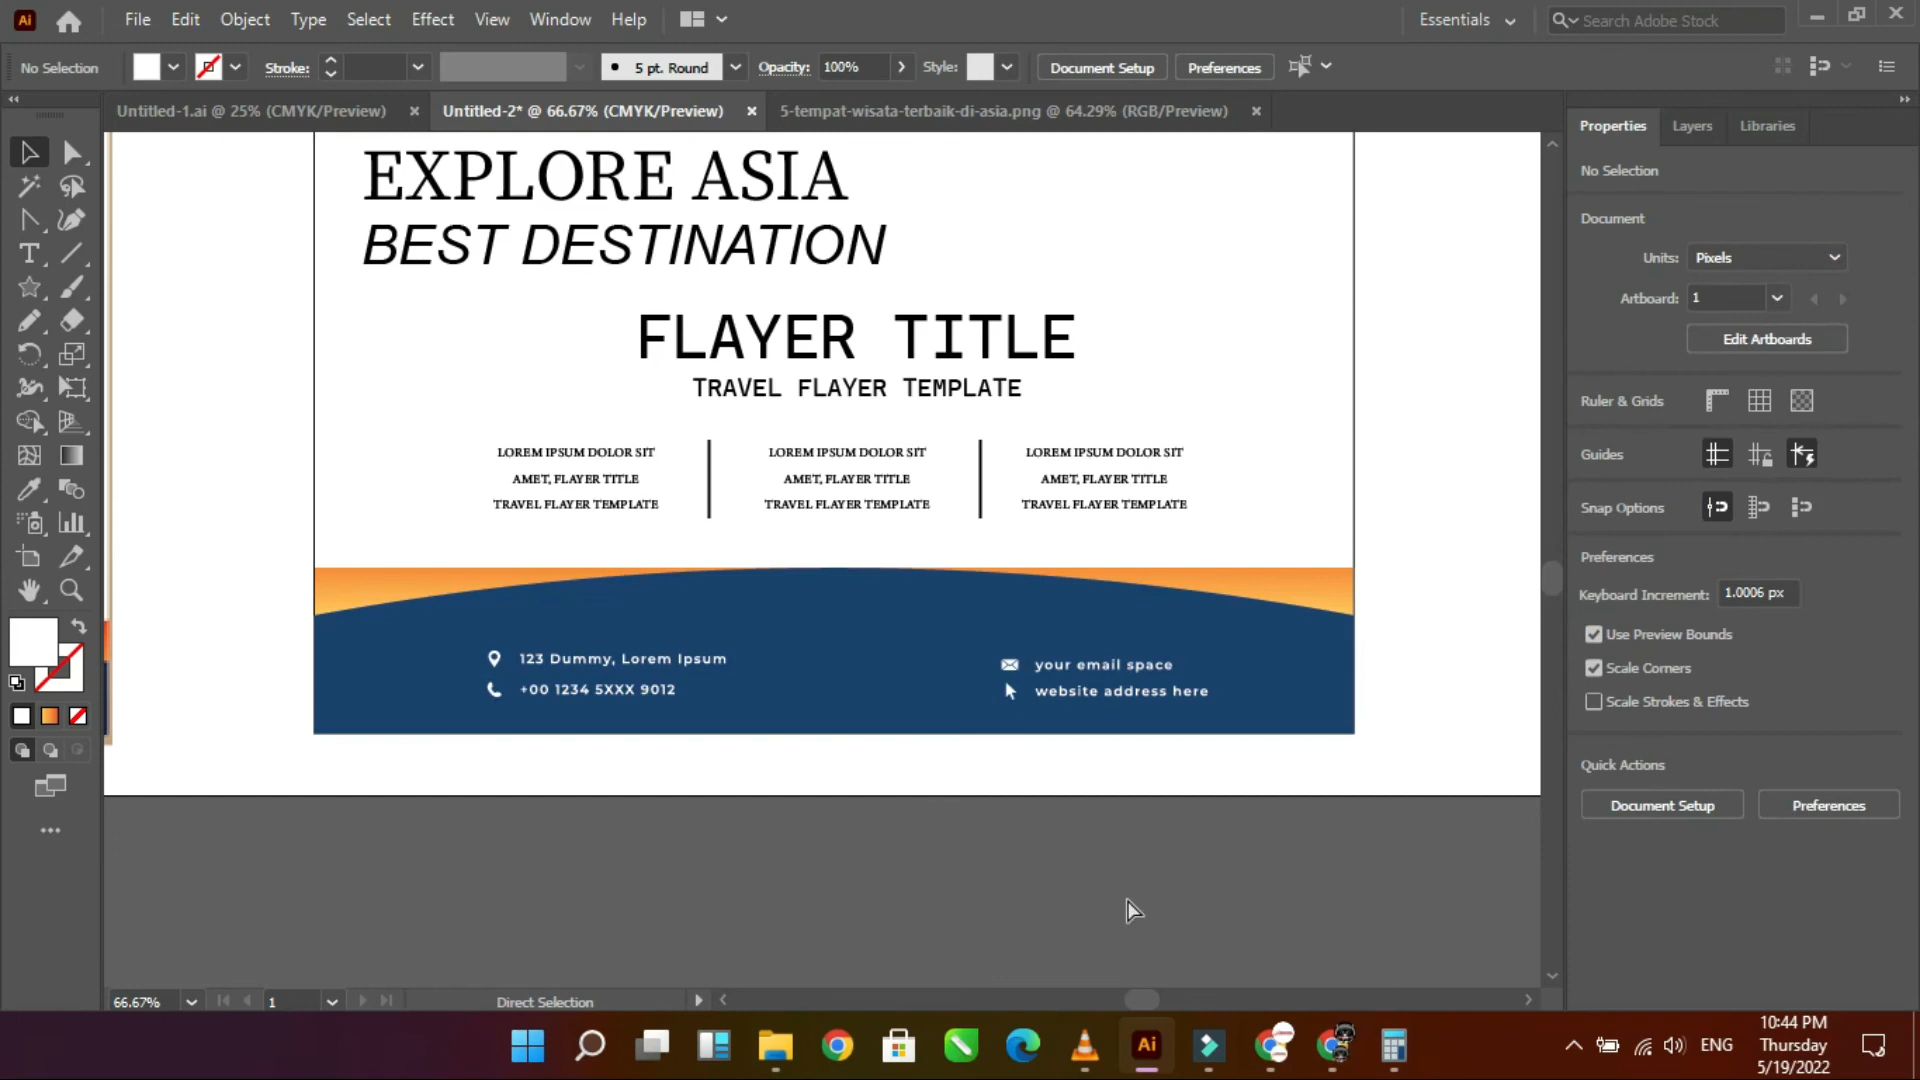 Ai File Edit Object Type Select Effect View Window Help Essentials Search Adobe Stock
No Selection Stroke: 5 pt. Round Opacity: 100% Style: Document Setup Preferences
Untitled-1.ai @ 25% (CMYK/Preview) × Untitled-2* @ 66.67% (CMYK/Preview) × 5-tempat-wisata-terbaik-di-asia.png @ 64.29% (RGB/Preview) ×
Properties Layers Libraries
No Selection
Document
Units: Pixels
Artboard: 1
Edit Artboards
Ruler & Grids
Guides
Snap Options
Preferences
Keyboard Increment: 1.0006 px
Use Preview Bounds
Scale Corners
Scale Strokes & Effects
Quick Actions
Document Setup Preferences
EXPLORE ASIA
BEST DESTINATION
FLAYER TITLE
TRAVEL FLAYER TEMPLATE
LOREM IPSUM DOLOR SIT
AMET, FLAYER TITLE
TRAVEL FLAYER TEMPLATE
LOREM IPSUM DOLOR SIT
AMET, FLAYER TITLE
TRAVEL FLAYER TEMPLATE
LOREM IPSUM DOLOR SIT
AMET, FLAYER TITLE
TRAVEL FLAYER TEMPLATE
123 Dummy, Lorem Ipsum
+00 1234 5XXX 9012
your email space
website address here
66.67% 1 Direct Selection
Ai
ENG
10:44 PM
Thursday
5/19/2022